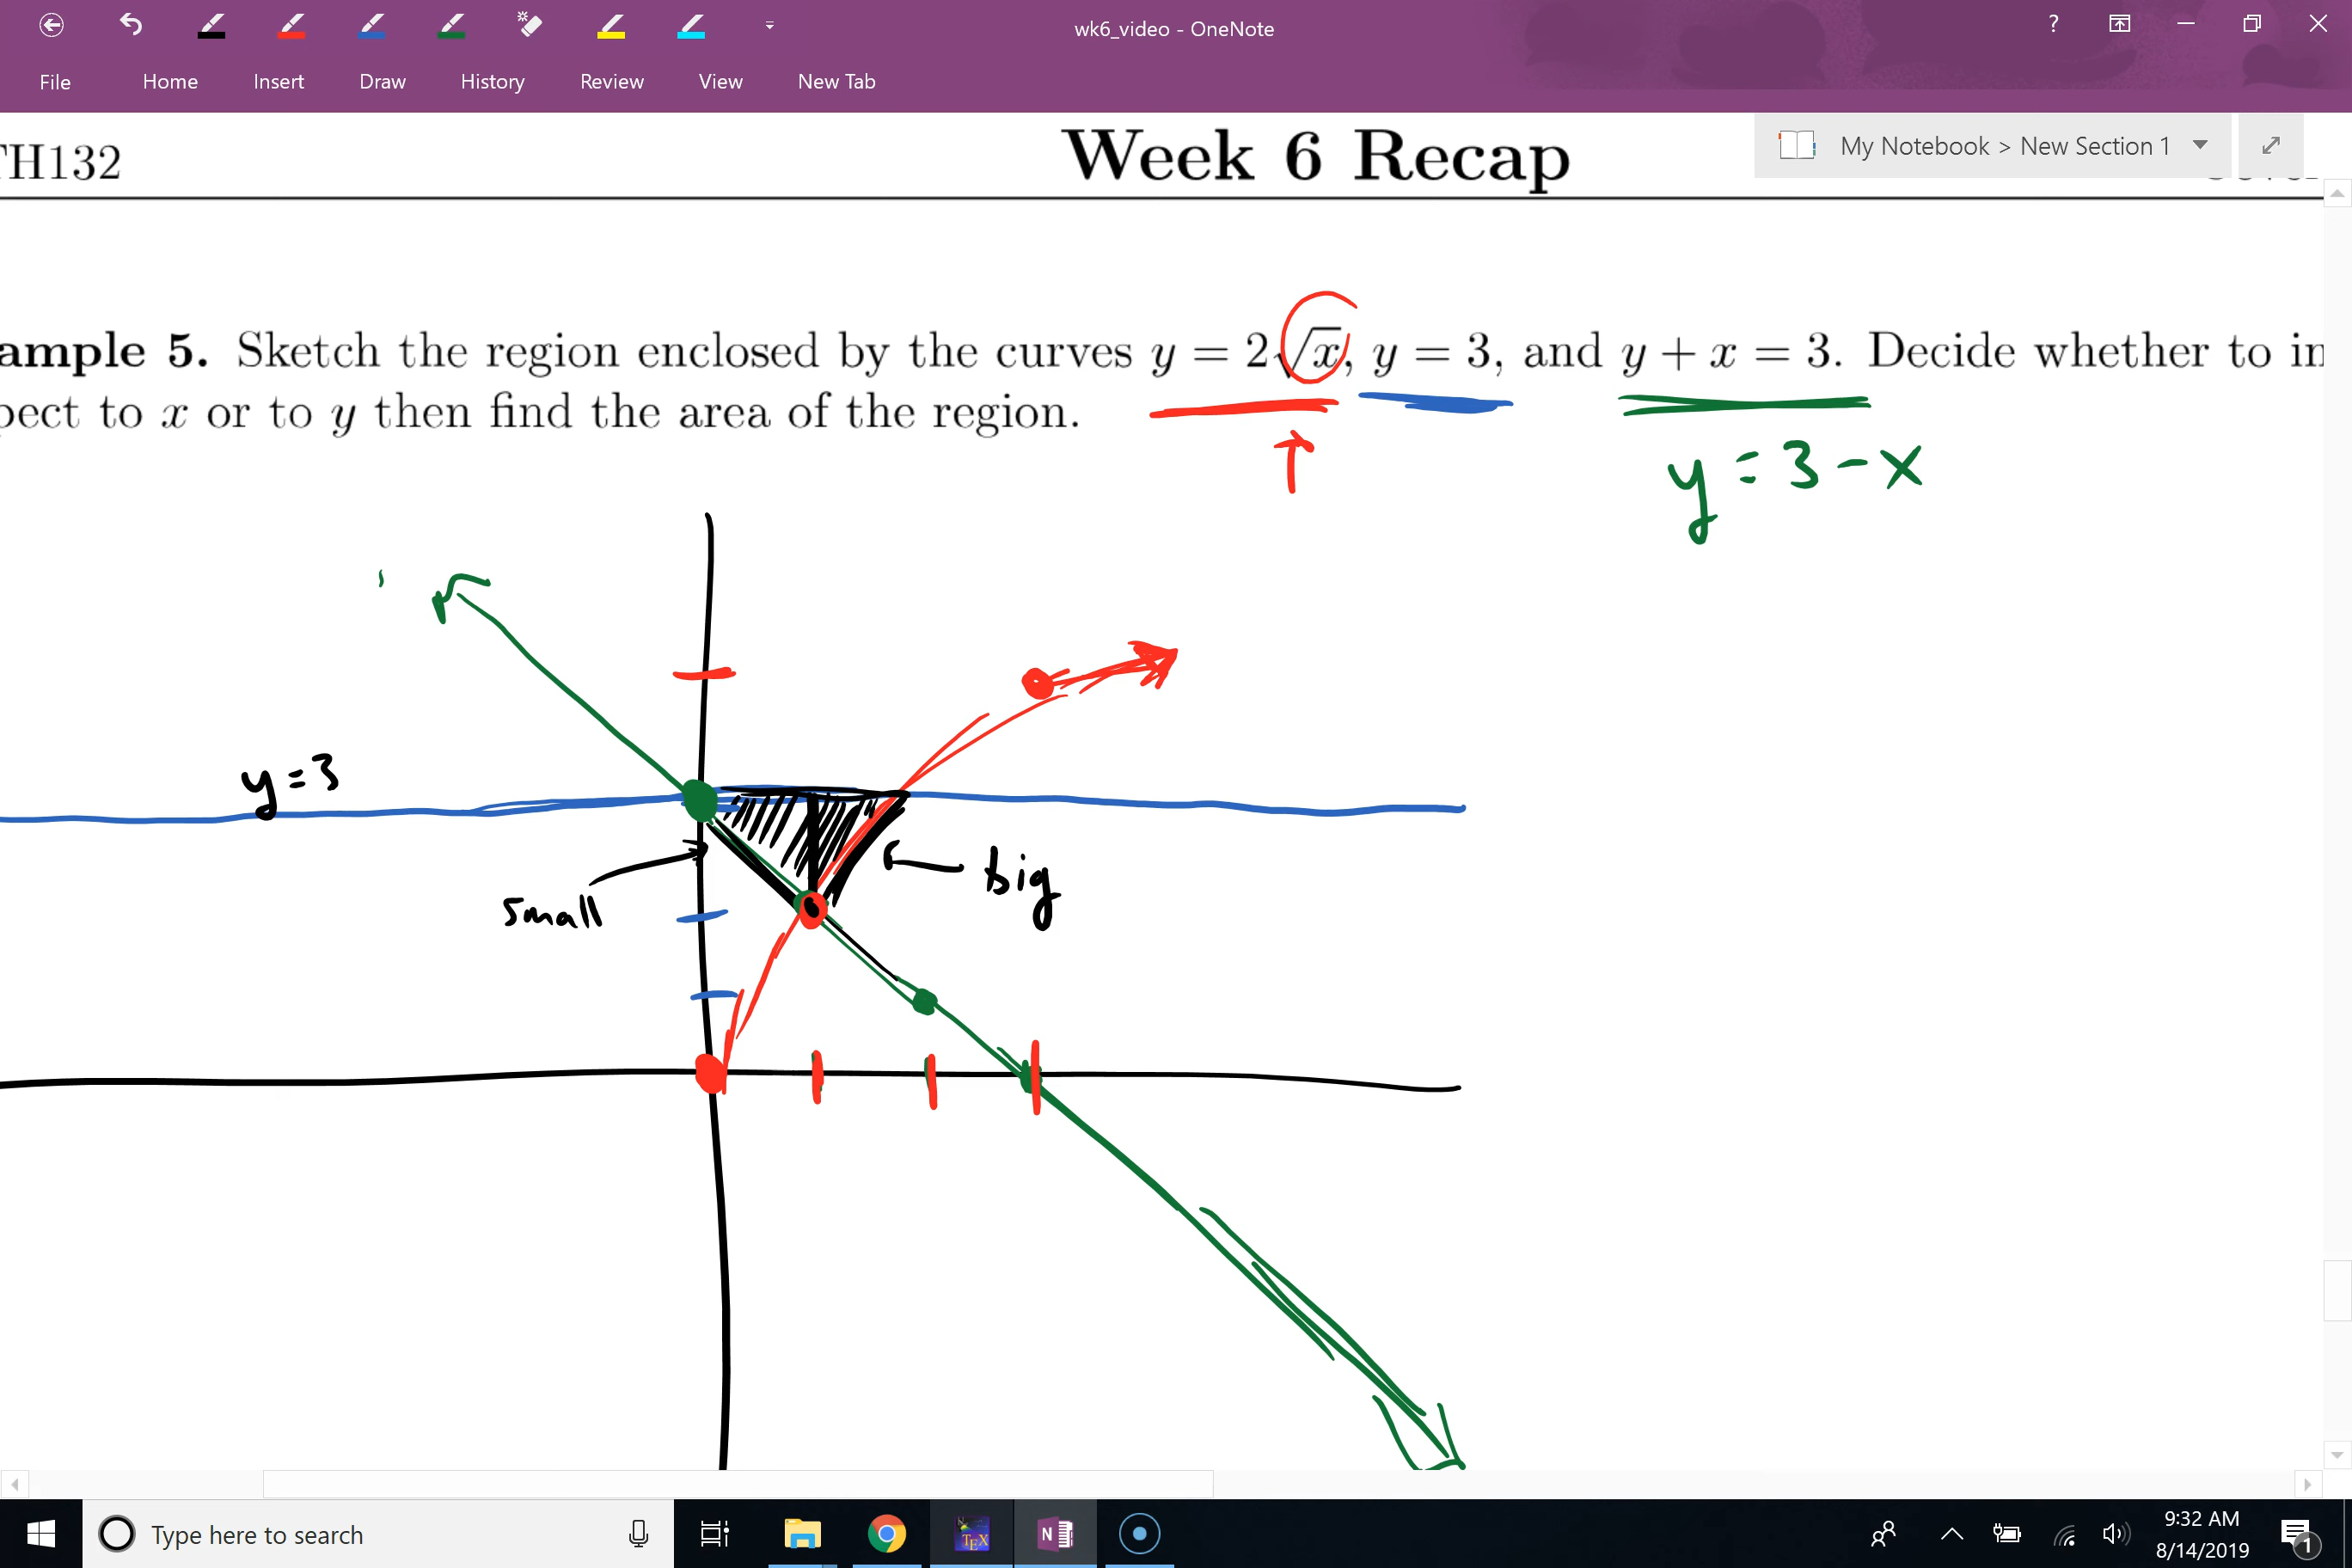 wk6_video - OneNote
File Home Insert Draw History Review View New Tab
TH132 Week 6 Recap
My Notebook > New Section 1
ample 5. Sketch the region enclosed by the curves y = 2√x, y = 3, and y + x = 3. Decide whether to in
pect to x or to y then find the area of the region.
y = 3 - x
y = 3
small
big
Type here to search
9:32 AM
8/14/2019
1